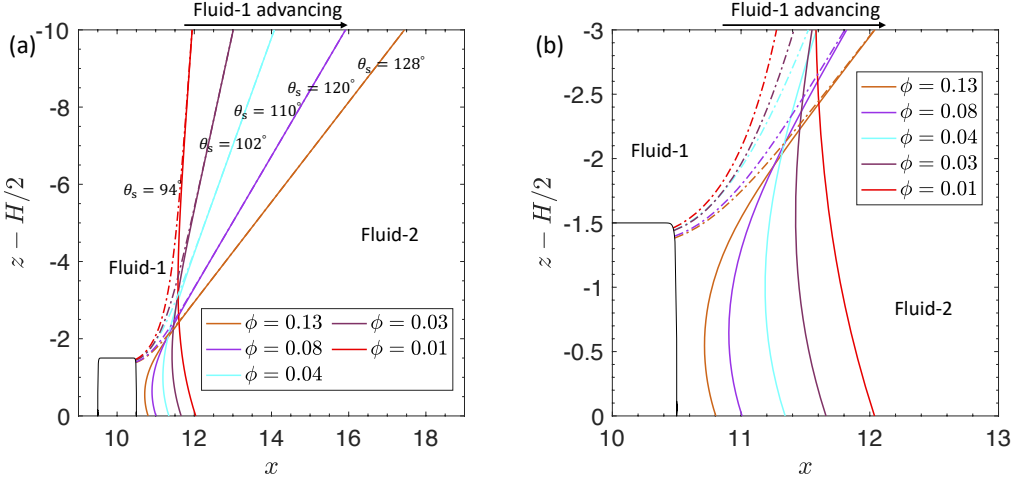 Fluid-1 advancing
(a)
-10
-8
-6
-4
-2
0
z − H/2
θs = 128°
θs = 120°
θs = 110°
θs = 102°
θs = 94°
Fluid-1
Fluid-2
ϕ = 0.13
ϕ = 0.03
ϕ = 0.08
ϕ = 0.01
ϕ = 0.04
10 12 14 16 18
x
Fluid-1 advancing
(b)
-3
-2.5
-2
-1.5
-1
-0.5
0
z − H/2
Fluid-1
ϕ = 0.13
ϕ = 0.08
ϕ = 0.04
ϕ = 0.03
ϕ = 0.01
Fluid-2
10 11 12 13
x